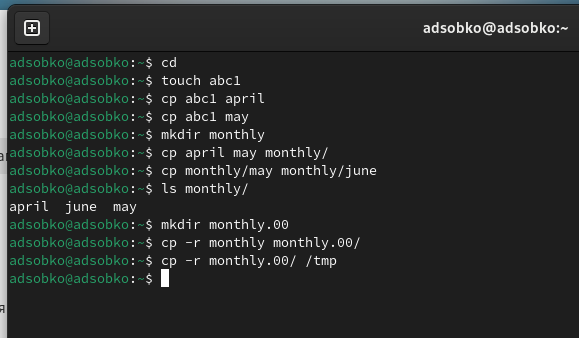 adsobko@adsobko:~
adsobko@adsobko:~$ cd
adsobko@adsobko:~$ touch abc1
adsobko@adsobko:~$ cp abc1 april
adsobko@adsobko:~$ cp abc1 may
adsobko@adsobko:~$ mkdir monthly
adsobko@adsobko:~$ cp april may monthly/
adsobko@adsobko:~$ cp monthly/may monthly/june
adsobko@adsobko:~$ ls monthly/
april  june  may
adsobko@adsobko:~$ mkdir monthly.00
adsobko@adsobko:~$ cp -r monthly monthly.00/
adsobko@adsobko:~$ cp -r monthly.00/ /tmp
adsobko@adsobko:~$